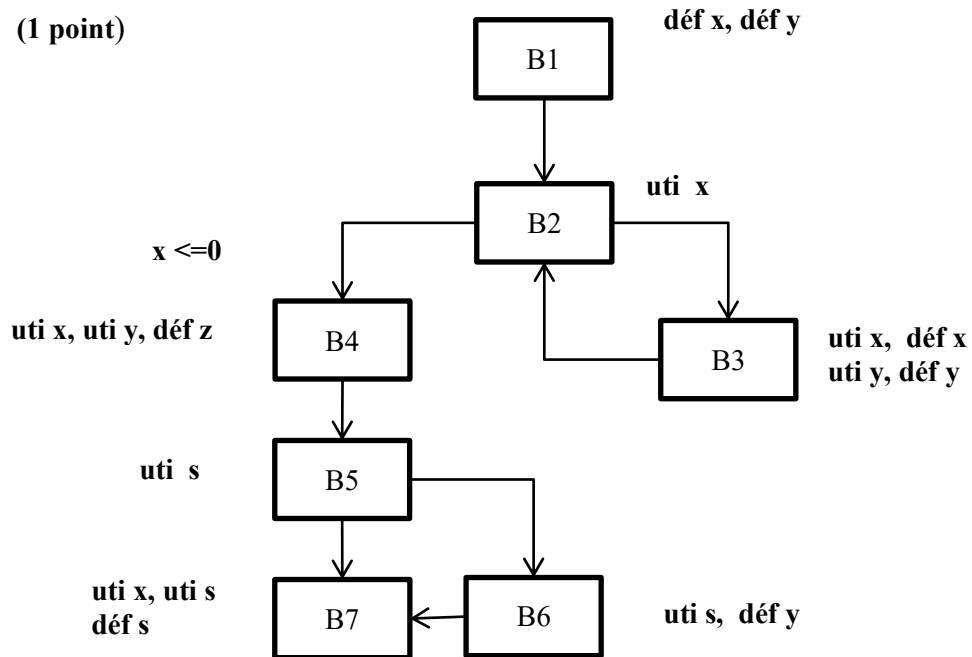 (1 point)
déf x, déf y
B1
uti x
B2
x <=0
uti x, uti y, déf z
B4
B3
uti x, déf x
uti y, déf y
uti s
B5
uti x, uti s
déf s
B7
B6
uti s, déf y